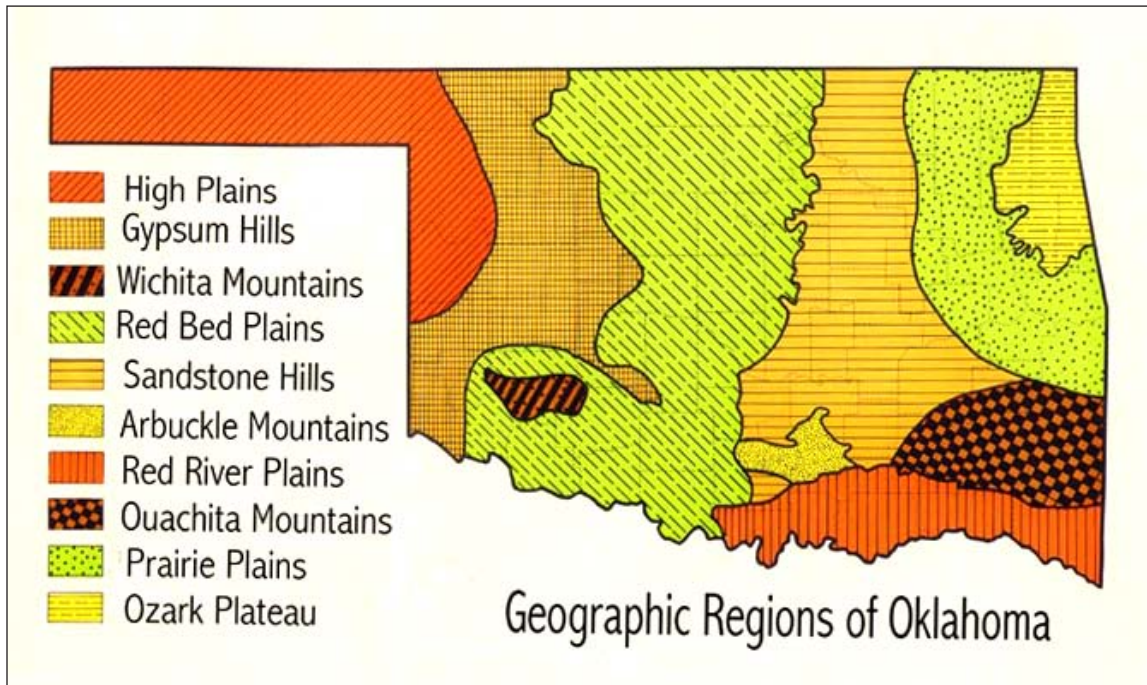 High Plains
Gypsum Hills
Wichita Mountains
Red Bed Plains
Sandstone Hills
Arbuckle Mountains
Red River Plains
Ouachita Mountains
Prairie Plains
Ozark Plateau
Geographic Regions of Oklahoma